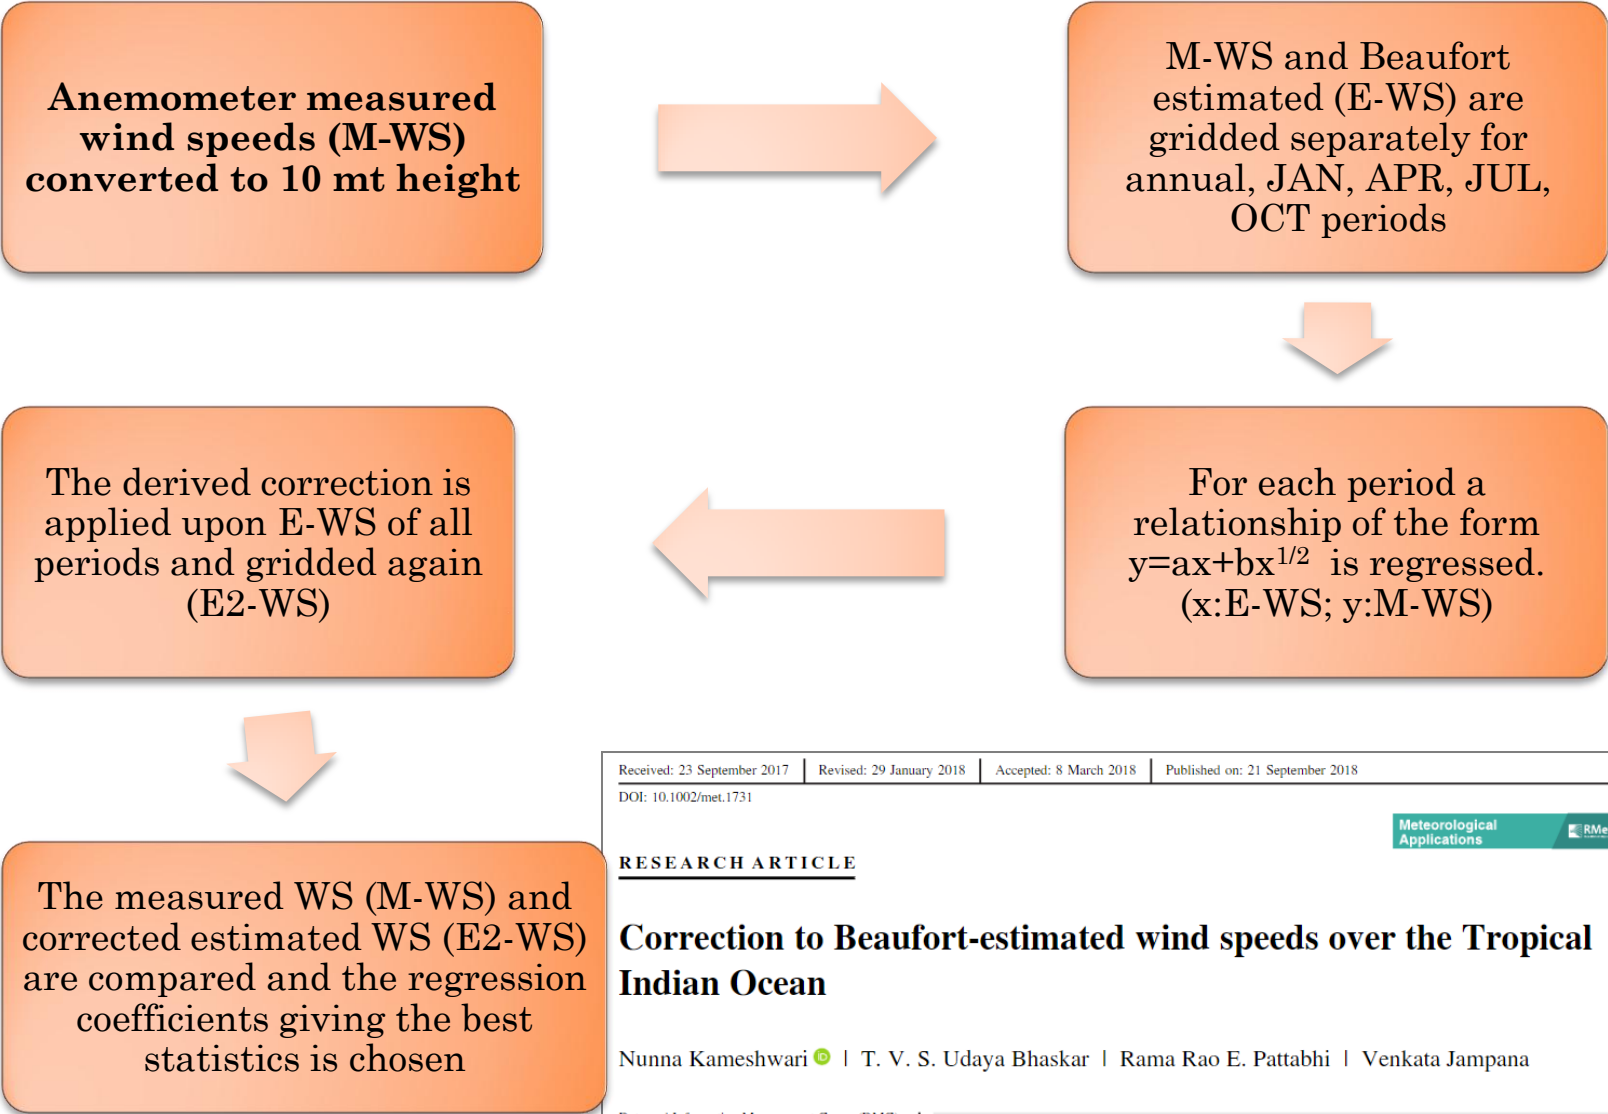 Anemometer measured
wind speeds (M-WS)
converted to 10 mt height
M-WS and Beaufort
estimated (E-WS) are
gridded separately for
annual, JAN, APR, JUL,
OCT periods
For each period a
relationship of the form
y=ax+bx^1/2 is regressed.
(x:E-WS; y:M-WS)
The derived correction is
applied upon E-WS of all
periods and gridded again
(E2-WS)
The measured WS (M-WS) and
corrected estimated WS (E2-WS)
are compared and the regression
coefficients giving the best
statistics is chosen
Received: 23 September 2017 | Revised: 29 January 2018 | Accepted: 8 March 2018 | Published on: 21 September 2018
DOI: 10.1002/met.1731
Meteorological
Applications
RMe
RESEARCH ARTICLE
Correction to Beaufort-estimated wind speeds over the Tropical
Indian Ocean
Nunna Kameshwari iD | T. V. S. Udaya Bhaskar | Rama Rao E. Pattabhi | Venkata Jampana